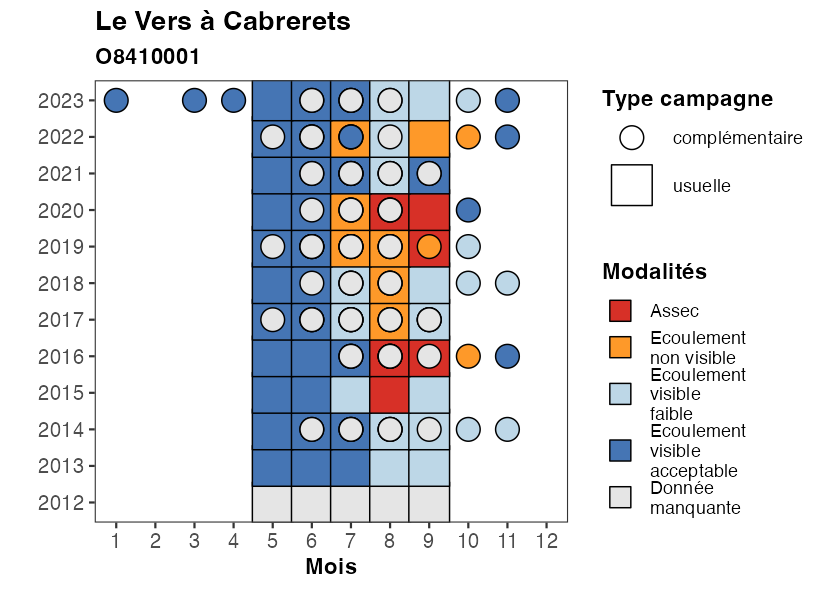 Le Vers à Cabrerets
O8410001
2023
2022
2021
2020
2019
2018
2017
2016
2015
2014
2013
2012
1 2 3 4 5 6 7 8 9 10 11 12
Mois
Type campagne
complémentaire
usuelle
Modalités
Assec
Ecoulement
non visible
Ecoulement
visible
faible
Ecoulement
visible
acceptable
Donnée
manquante